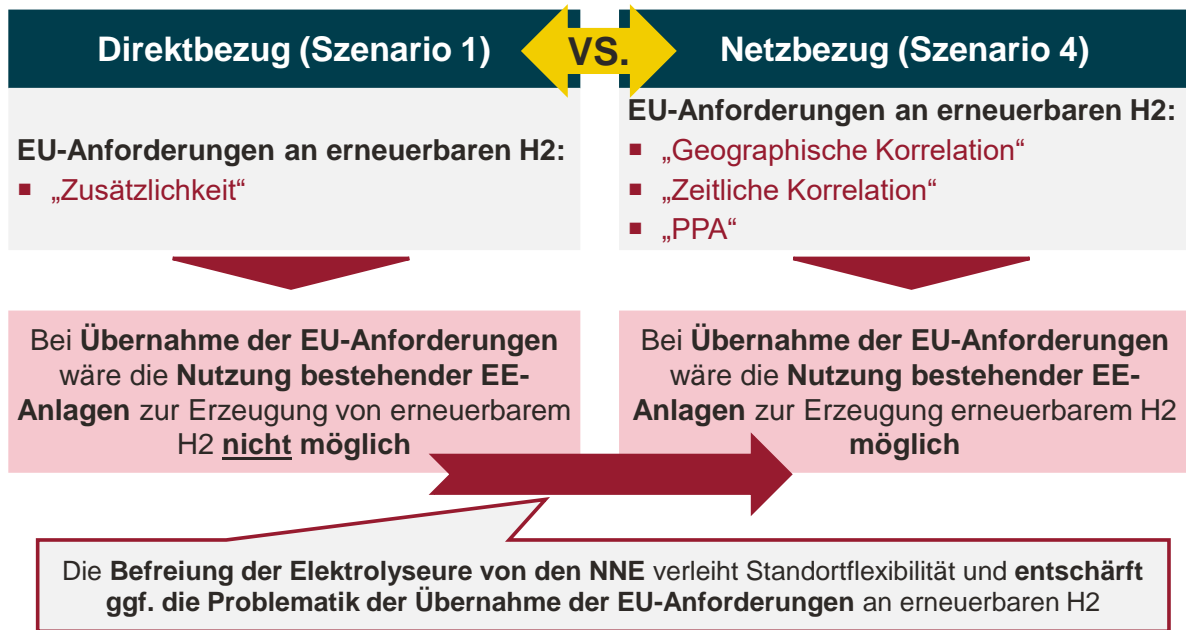 Direktbezug (Szenario 1)
VS.
Netzbezug (Szenario 4)
EU-Anforderungen an erneuerbaren H2:
▪ „Zusätzlichkeit“
EU-Anforderungen an erneuerbaren H2:
▪ „Geographische Korrelation“
▪ „Zeitliche Korrelation“
▪ „PPA“
Bei Übernahme der EU-Anforderungen
wäre die Nutzung bestehender EE-
Anlagen zur Erzeugung von erneuerbarem
H2 nicht möglich
Bei Übernahme der EU-Anforderungen
wäre die Nutzung bestehender EE-
Anlagen zur Erzeugung erneuerbarem H2
möglich
Die Befreiung der Elektrolyseure von den NNE verleiht Standortflexibilität und entschärft
ggf. die Problematik der Übernahme der EU-Anforderungen an erneuerbaren H2